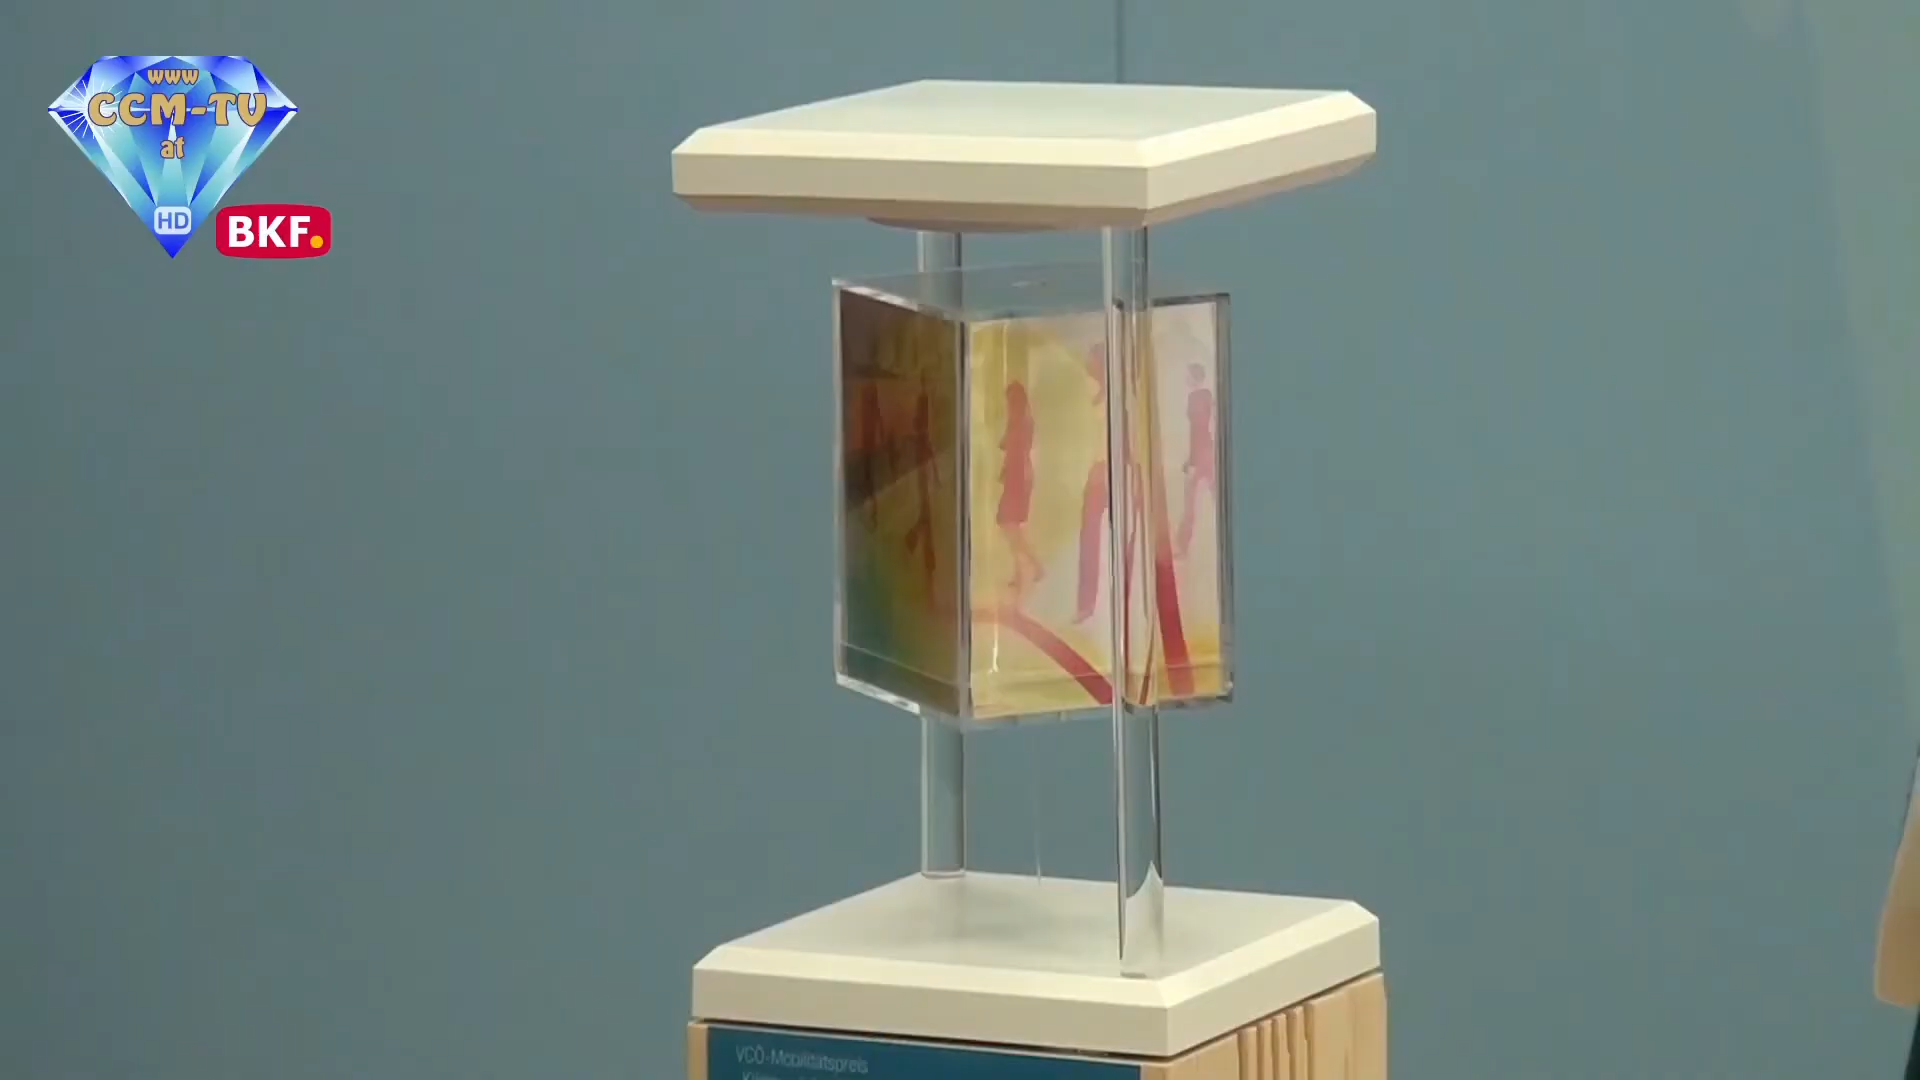 www
CCM-TV
at
HD
BKF.
VCÖ-Mobilitätspreis